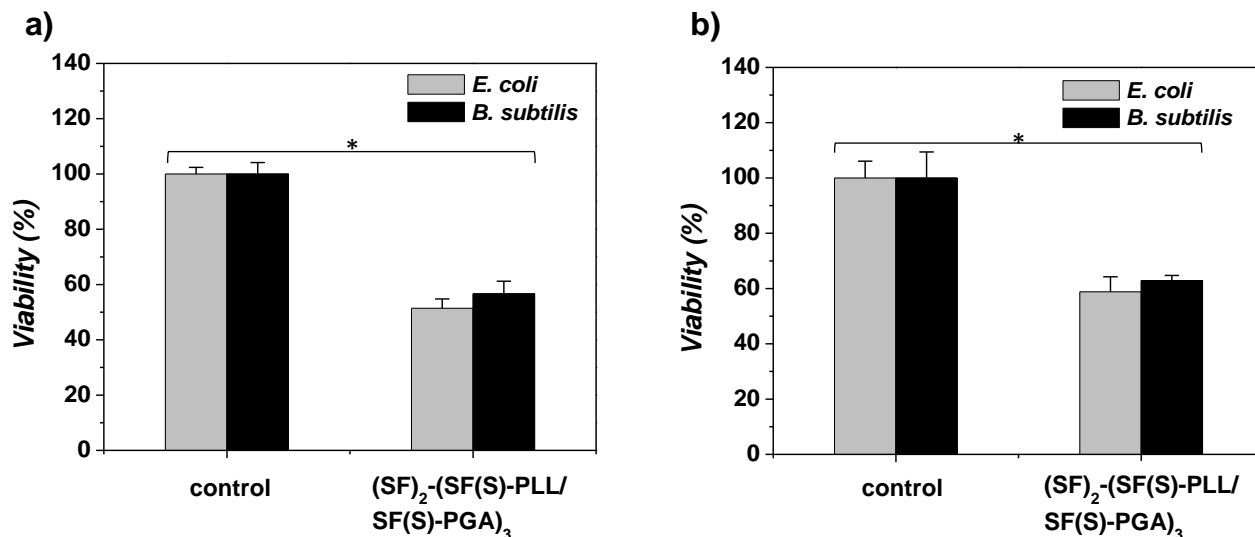 a)
140
120
100
80
60
40
20
0
Viability (%)
E. coli
B. subtilis
*
control
(SF)₂-(SF(S)-PLL/
SF(S)-PGA)₃
b)
140
120
100
80
60
40
20
0
Viability (%)
E. coli
B. subtilis
*
control
(SF)₂-(SF(S)-PLL/
SF(S)-PGA)₃